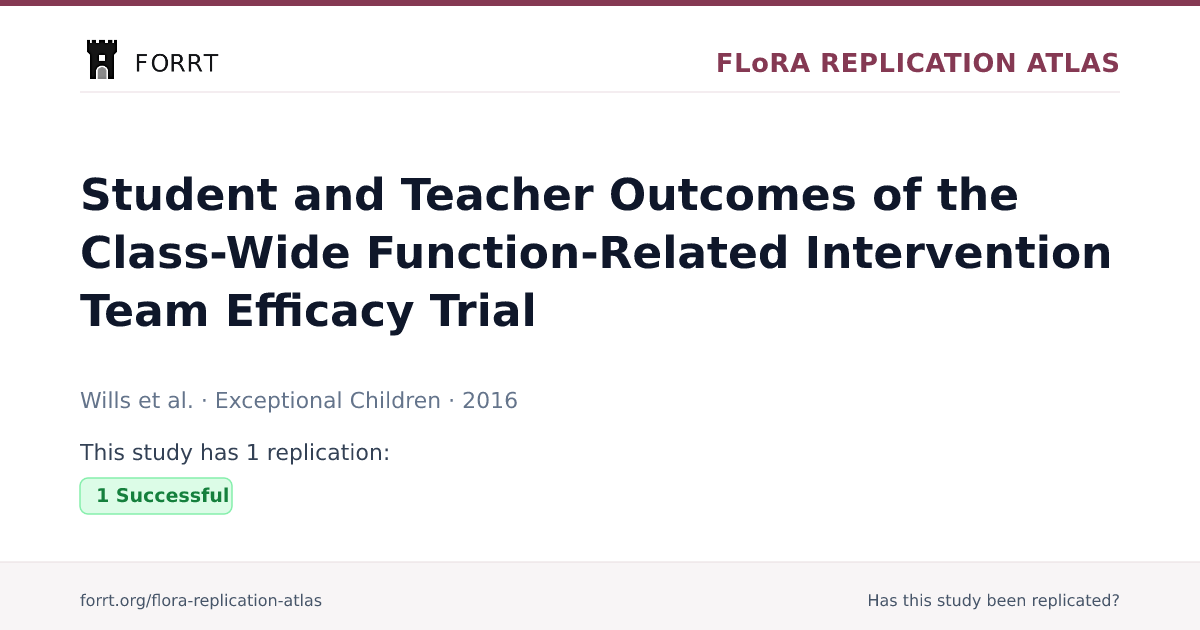 FORRT
FLoRA REPLICATION ATLAS
Student and Teacher Outcomes of the
Class-Wide Function-Related Intervention
Team Efficacy Trial
Wills et al. · Exceptional Children · 2016
This study has 1 replication:
1 Successful
forrt.org/flora-replication-atlas
Has this study been replicated?